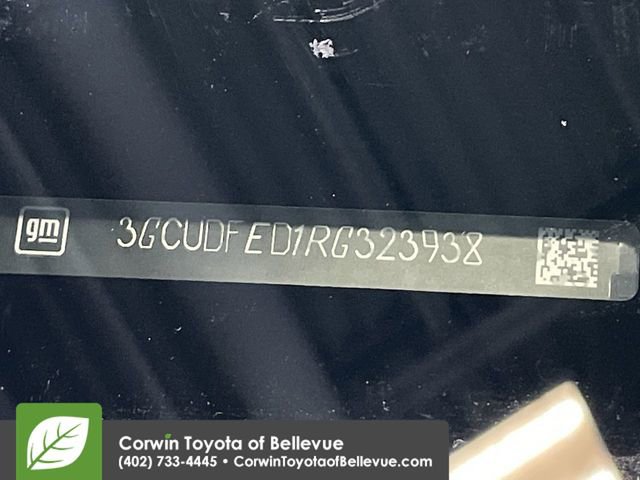 gm 3GCUDFED1RG323938
Corwin Toyota of Bellevue
(402) 733-4445 • CorwinToyotaofBellevue.com